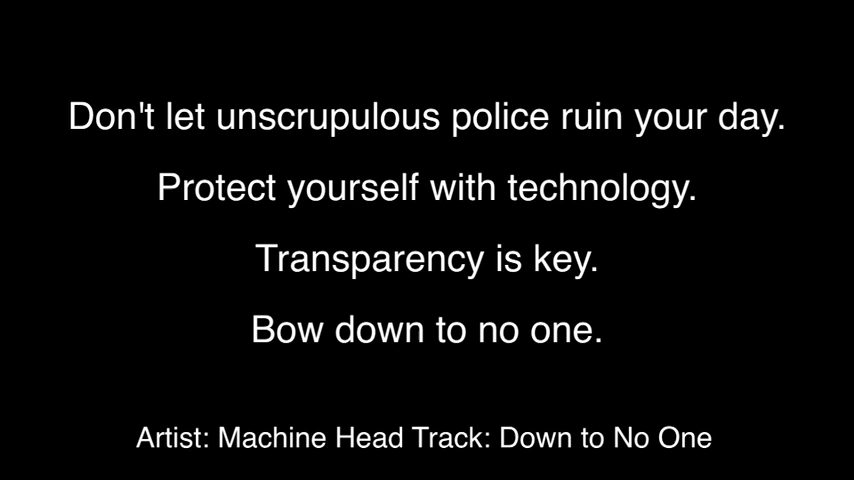 Don't let unscrupulous police ruin your day.
Protect yourself with technology.
Transparency is key.
Bow down to no one.
Artist: Machine Head Track: Down to No One